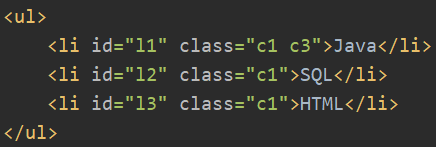 <ul>
    <li id="l1" class="c1 c3">Java</li>
    <li id="l2" class="c1">SQL</li>
    <li id="l3" class="c1">HTML</li>
</ul>